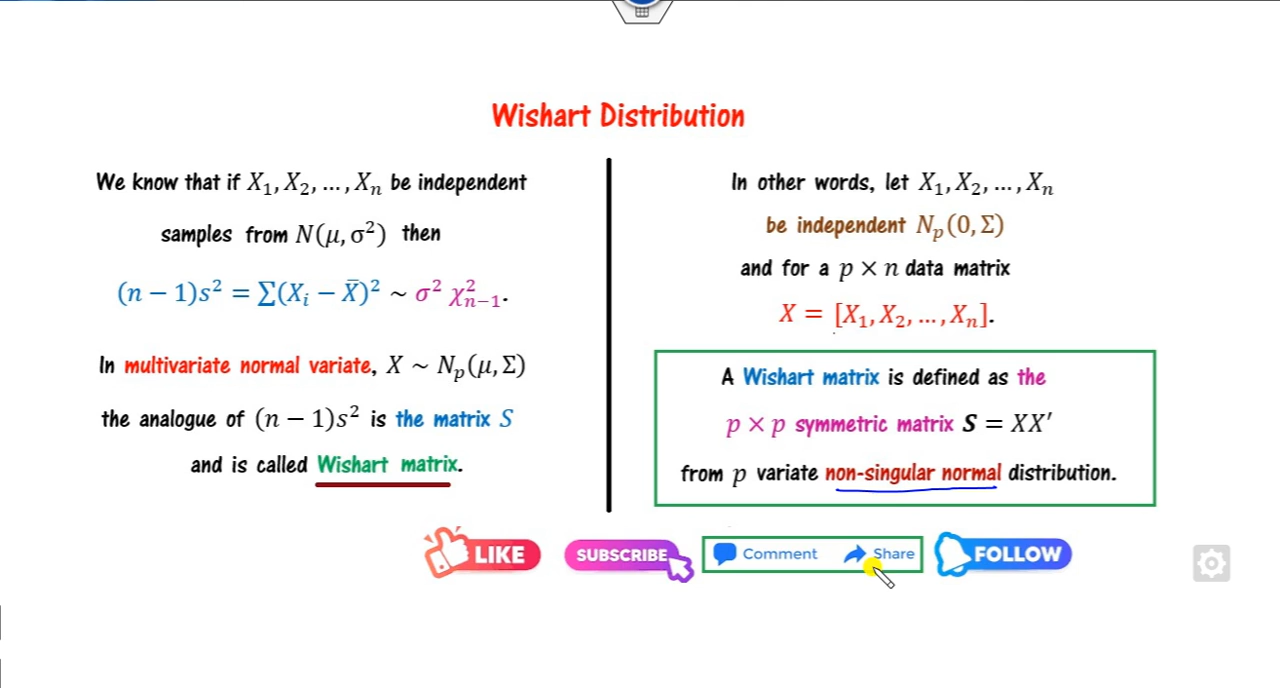 Wishart Distribution
We know that if X₁, X₂, …, Xₙ be independent
samples from N(μ, σ²) then
(n − 1)s² = ∑(Xᵢ − X̄)² ~ σ² χ²ₙ₋₁.
In multivariate normal variate, X ~ Nₚ(μ, Σ)
the analogue of (n − 1)s² is the matrix S
and is called Wishart matrix.
In other words, let X₁, X₂, …, Xₙ
be independent Nₚ(0, Σ)
and for a p × n data matrix
X = [X₁, X₂, …, Xₙ].
A Wishart matrix is defined as the
p × p symmetric matrix S = XX′
from p variate non-singular normal distribution.
LIKE SUBSCRIBE Comment Share FOLLOW